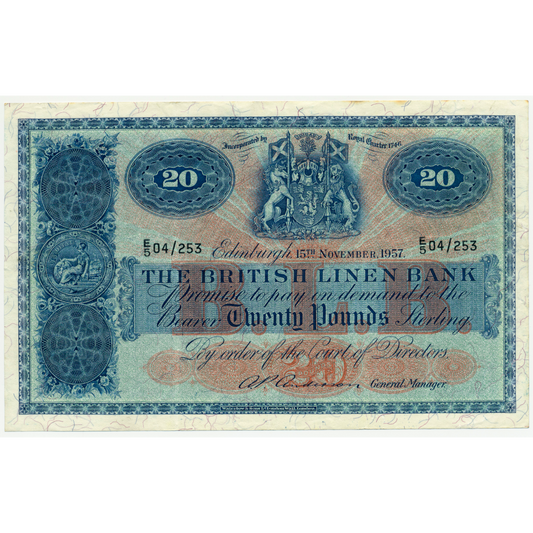 Incorporated by Royal Charter 1746.
20 20
E/5 04/253 E/5 04/253
Edinburgh, 15TH NOVEMBER, 1957.
THE BRITISH LINEN BANK
Promise to pay on demand to the
Bearer Twenty Pounds Sterling
By order of the Court of Directors.
General Manager.